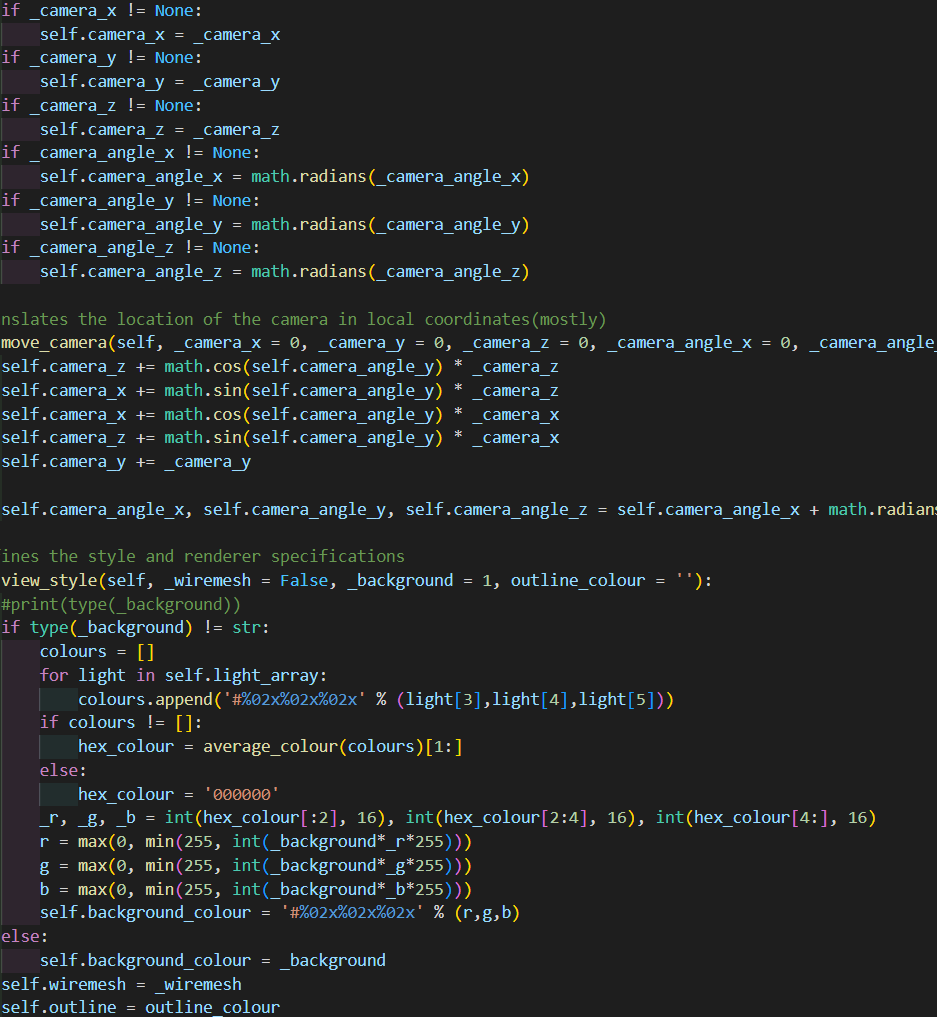 if _camera_x != None:
    self.camera_x = _camera_x
if _camera_y != None:
    self.camera_y = _camera_y
if _camera_z != None:
    self.camera_z = _camera_z
if _camera_angle_x != None:
    self.camera_angle_x = math.radians(_camera_angle_x)
if _camera_angle_y != None:
    self.camera_angle_y = math.radians(_camera_angle_y)
if _camera_angle_z != None:
    self.camera_angle_z = math.radians(_camera_angle_z)
nslates the location of the camera in local coordinates(mostly)
move_camera(self, _camera_x = 0, _camera_y = 0, _camera_z = 0, _camera_angle_x = 0, _camera_angle_
self.camera_z += math.cos(self.camera_angle_y) * _camera_z
self.camera_x += math.sin(self.camera_angle_y) * _camera_z
self.camera_x += math.cos(self.camera_angle_y) * _camera_x
self.camera_z += math.sin(self.camera_angle_y) * _camera_x
self.camera_y += _camera_y
self.camera_angle_x, self.camera_angle_y, self.camera_angle_z = self.camera_angle_x + math.radians
ines the style and renderer specifications
view_style(self, _wiremesh = False, _background = 1, outline_colour = ''):
#print(type(_background))
if type(_background) != str:
    colours = []
    for light in self.light_array:
        colours.append('#%02x%02x%02x' % (light[3],light[4],light[5]))
    if colours != []:
        hex_colour = average_colour(colours)[1:]
    else:
        hex_colour = '000000'
    _r, _g, _b = int(hex_colour[:2], 16), int(hex_colour[2:4], 16), int(hex_colour[4:], 16)
    r = max(0, min(255, int(_background*_r*255)))
    g = max(0, min(255, int(_background*_g*255)))
    b = max(0, min(255, int(_background*_b*255)))
    self.background_colour = '#%02x%02x%02x' % (r,g,b)
else:
    self.background_colour = _background
self.wiremesh = _wiremesh
self.outline = outline_colour